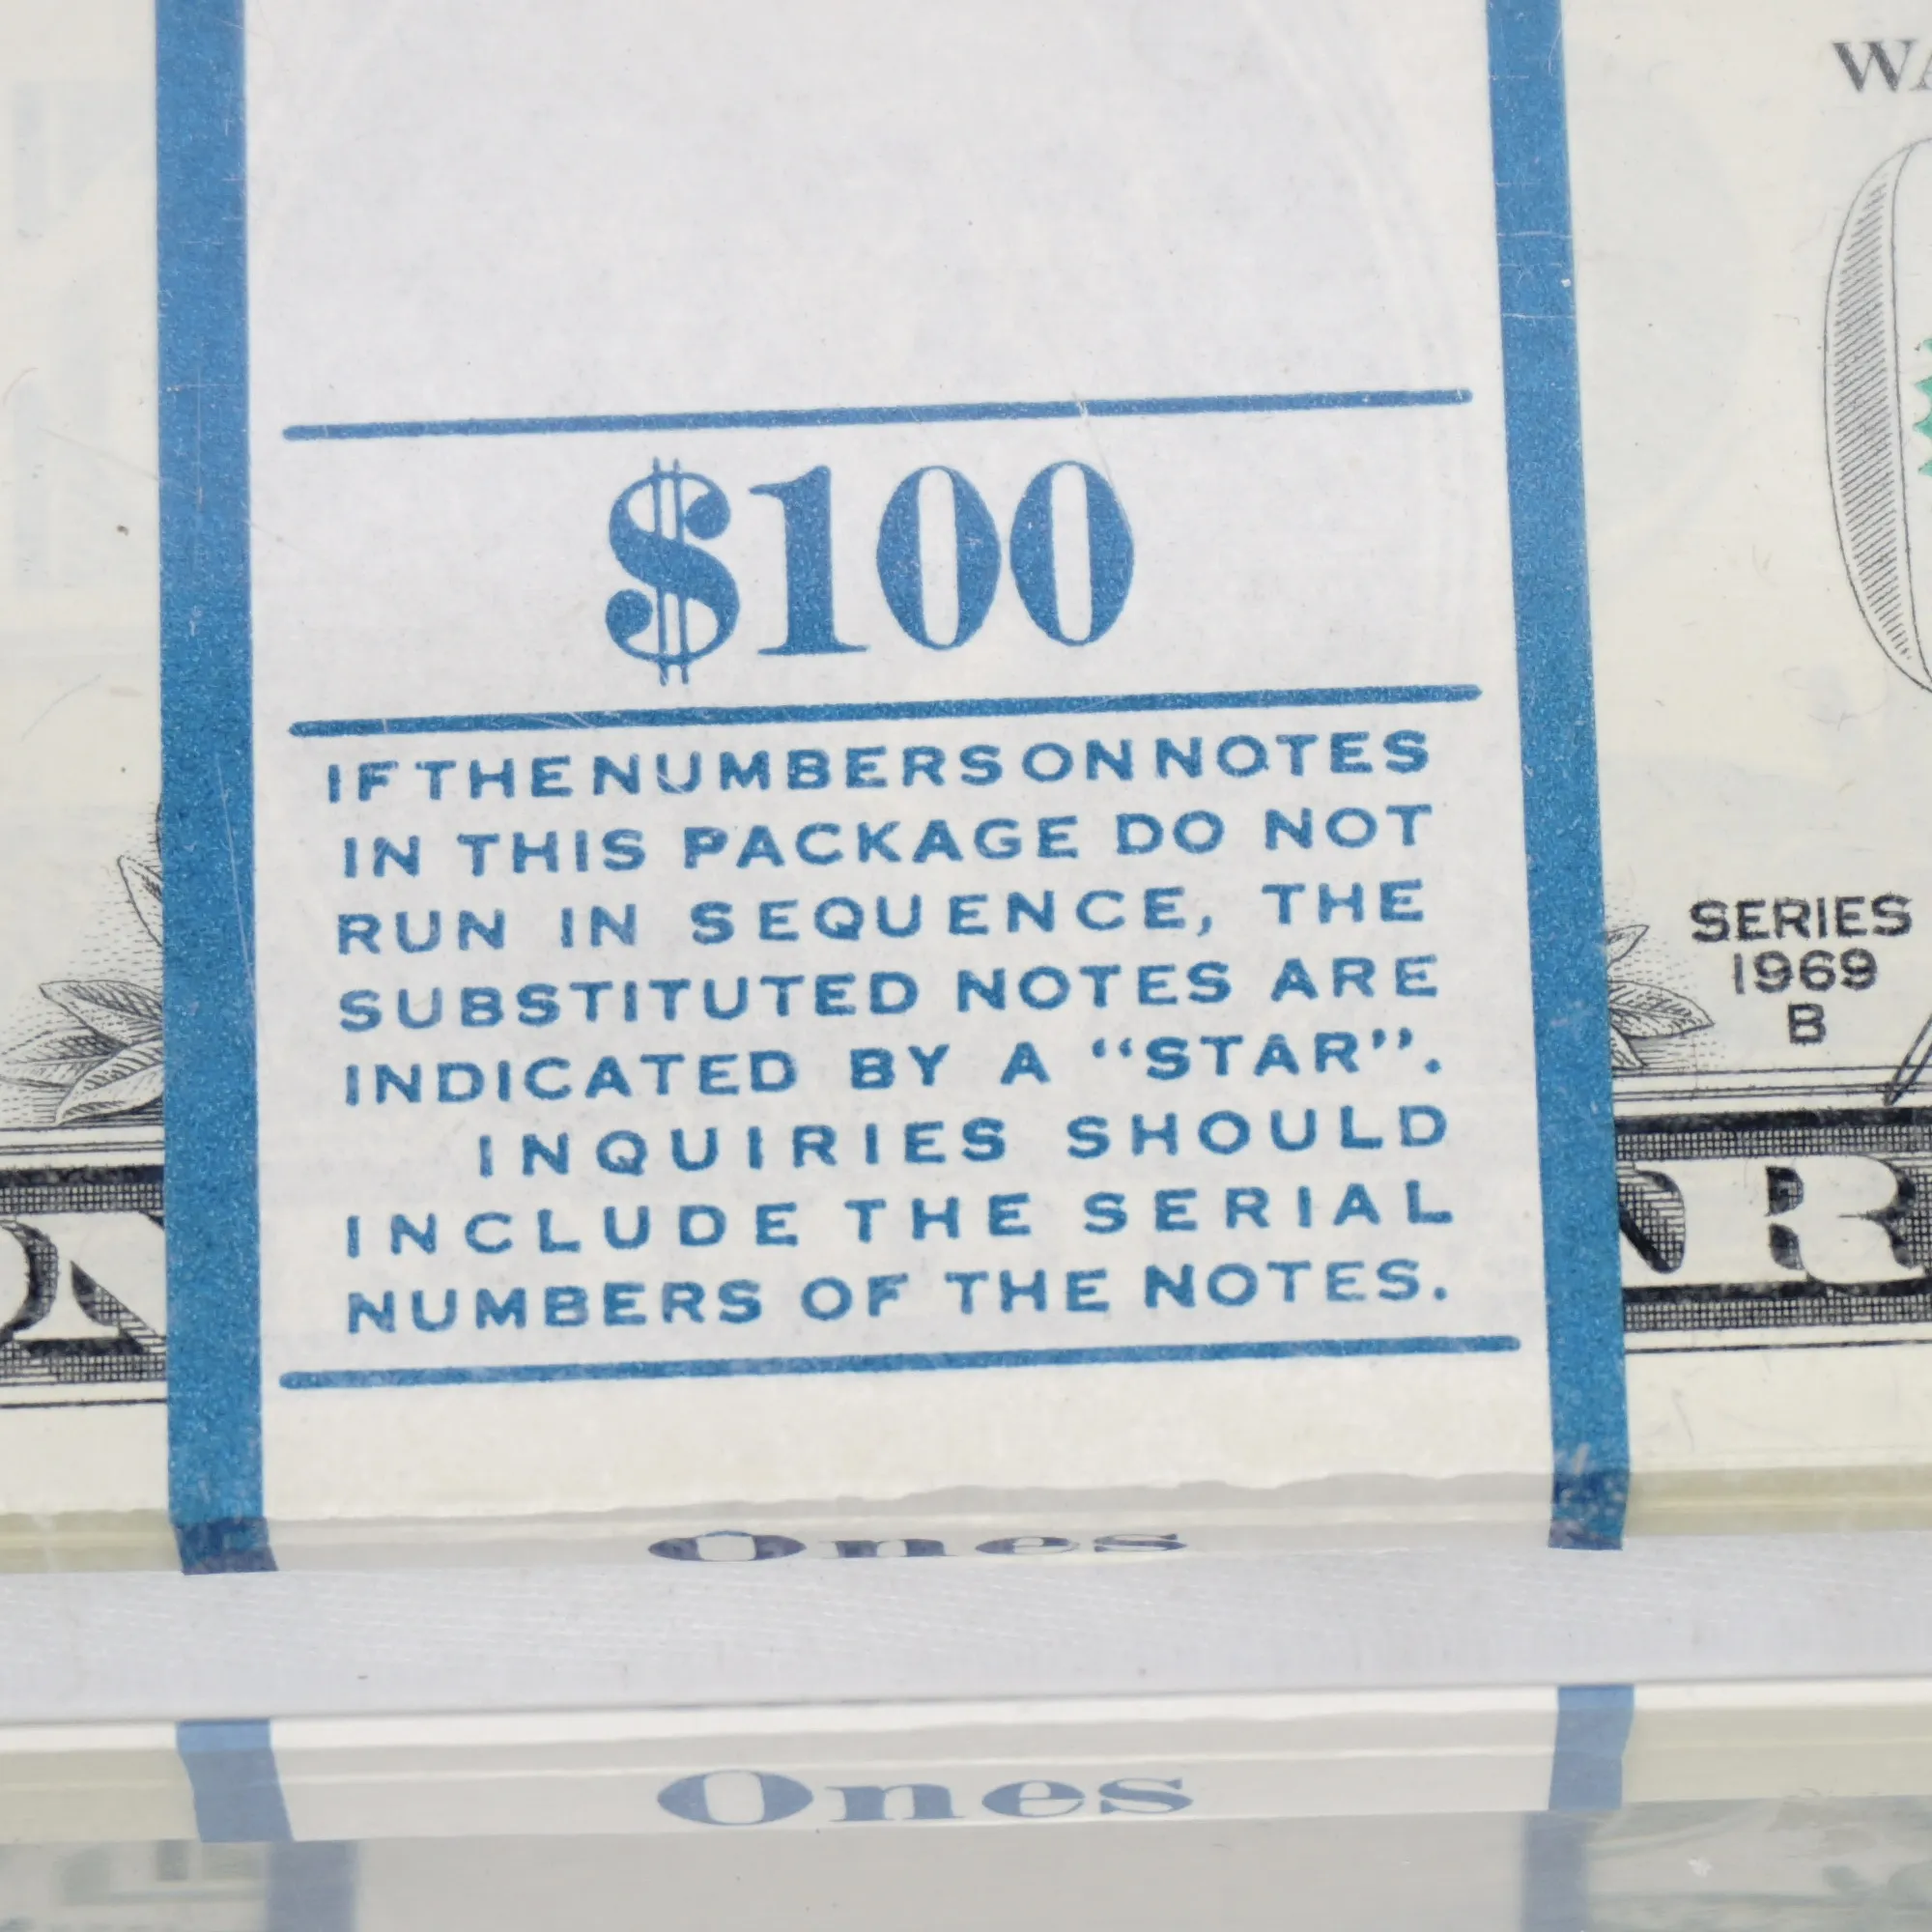 WA
$100
IF THE NUMBERS ON NOTES
IN THIS PACKAGE DO NOT
RUN IN SEQUENCE, THE
SUBSTITUTED NOTES ARE
INDICATED BY A “STAR”.
INQUIRIES SHOULD
INCLUDE THE SERIAL
NUMBERS OF THE NOTES.
SERIES
1969
B
R
Ones
Ones